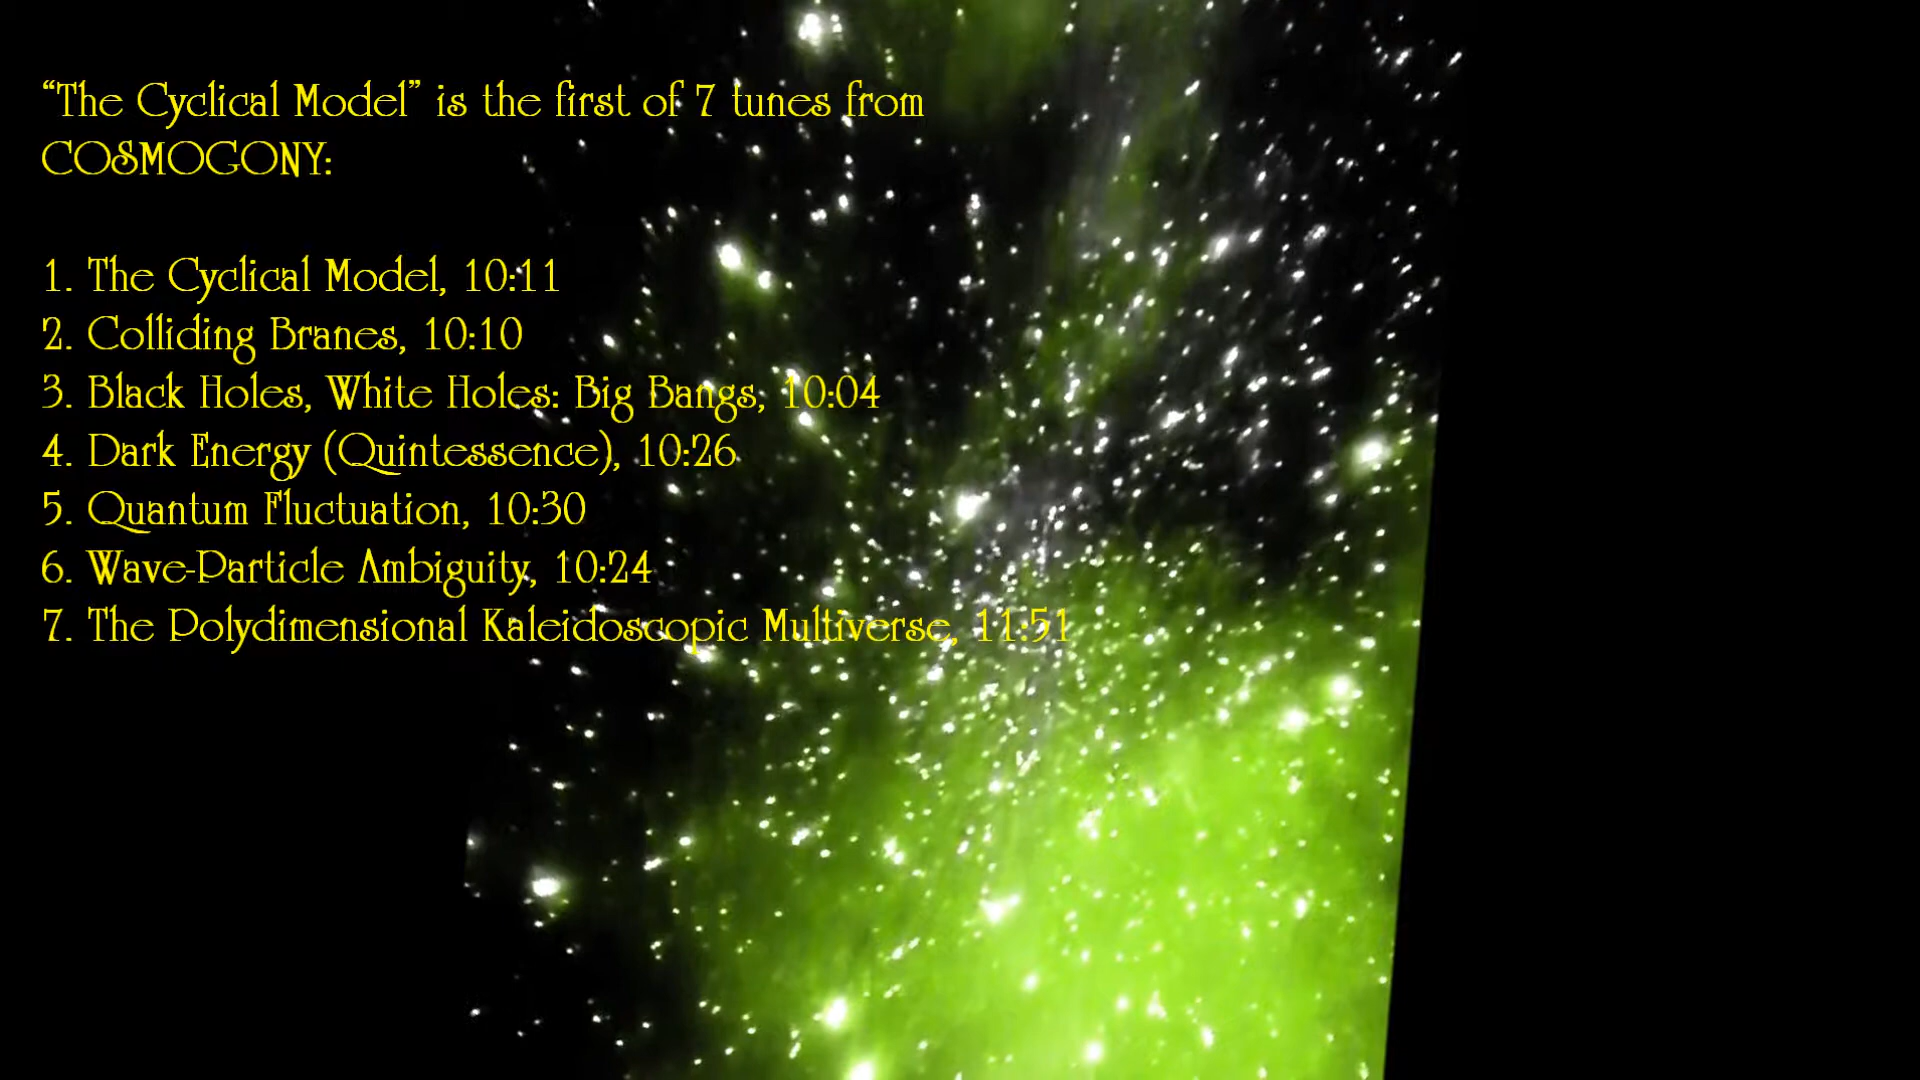 “The Cyclical Model” is the first of 7 tunes from
COSMOGONY:
1. The Cyclical Model, 10:11
2. Colliding Branes, 10:10
3. Black Holes, White Holes: Big Bangs, 10:04
4. Dark Energy (Quintessence), 10:26
5. Quantum Fluctuation, 10:30
6. Wave-Particle Ambiguity, 10:24
7. The Polydimensional Kaleidoscopic Multiverse, 11:51